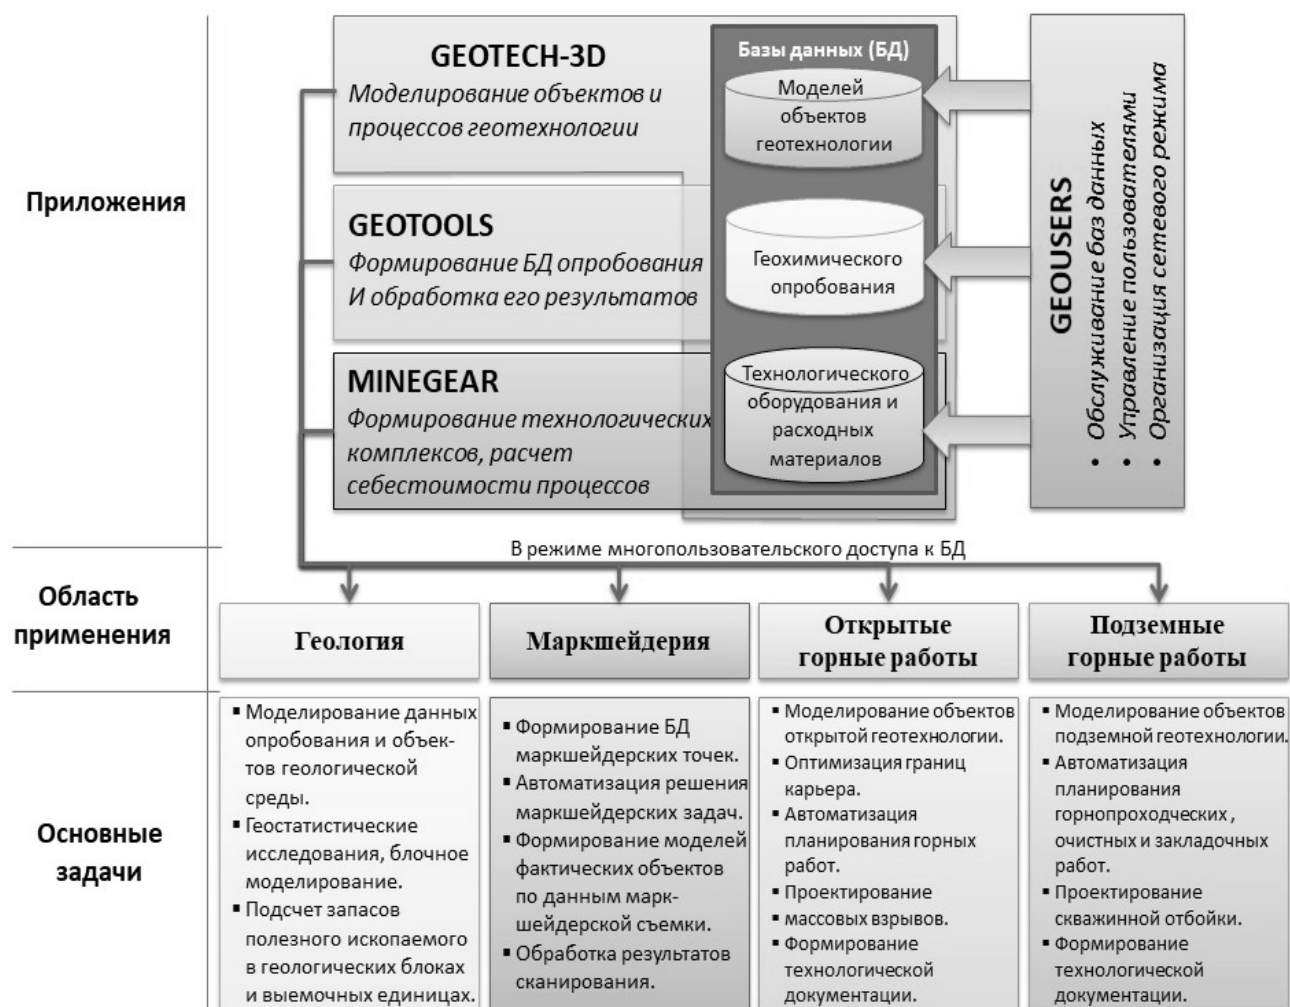 Приложения
GEOTECH-3D
Моделирование объектов и
процессов геотехнологии
GEOTOOLS
Формирование БД опробования
И обработка его результатов
MINEGEAR
Формирование технологических
комплексов, расчет
себестоимости процессов
Базы данных (БД)
Моделей
объектов
геотехнологии
Геохимического
опробования
Технологического
оборудования и
расходных
материалов
GEOUSERS
• Обслуживание баз данных
• Управление пользователями
• Организация сетевого режима
В режиме многопользовательского доступа к БД
Область
применения
Геология
Маркшейдерия
Открытые
горные работы
Подземные
горные работы
Основные
задачи
▪ Моделирование данных
опробования и объек-
тов геологической
среды.
▪ Геостатистические
исследования, блочное
моделирование.
▪ Подсчет запасов
полезного ископаемого
в геологических блоках
и выемочных единицах.
▪ Формирование БД
маркшейдерских точек.
▪ Автоматизация решения
маркшейдерских задач.
▪ Формирование моделей
фактических объектов
по данным марк-
шейдерской съемки.
▪ Обработка результатов
сканирования.
▪ Моделирование объектов
открытой геотехнологии.
▪ Оптимизация границ
карьера.
▪ Автоматизация
планирования горных
работ.
▪ Проектирование
массовых взрывов.
▪ Формирование
технологической
документации.
▪ Моделирование объектов
подземной геотехнологии.
▪ Автоматизация
планирования
горнопроходческих ,
очистных и закладочных
работ.
▪ Проектирование
скважинной отбойки.
▪ Формирование
технологической
документации.